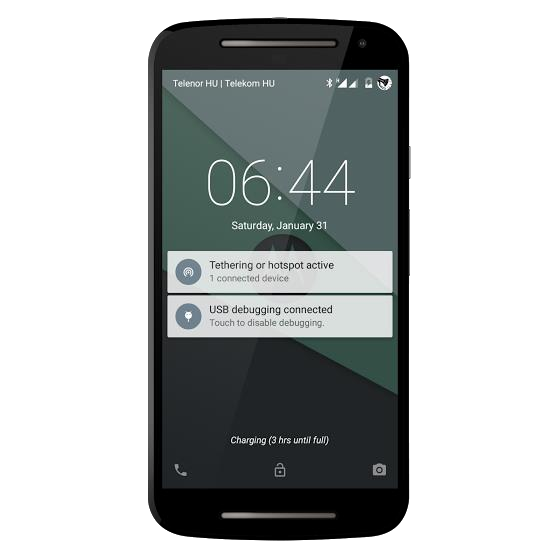 Telenor HU | Telekom HU
06:44
Saturday, January 31
Tethering or hotspot active
1 connected device
USB debugging connected
Touch to disable debugging.
Charging (3 hrs until full)